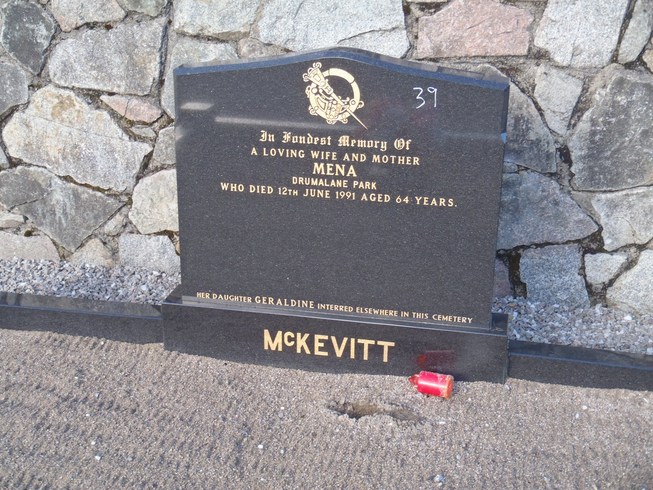 39
In Fondest Memory Of
A LOVING WIFE AND MOTHER
MENA
DRUMALANE PARK
WHO DIED 12TH JUNE 1991 AGED 64 YEARS.
HER DAUGHTER GERALDINE INTERRED ELSEWHERE IN THIS CEMETERY
McKEVITT